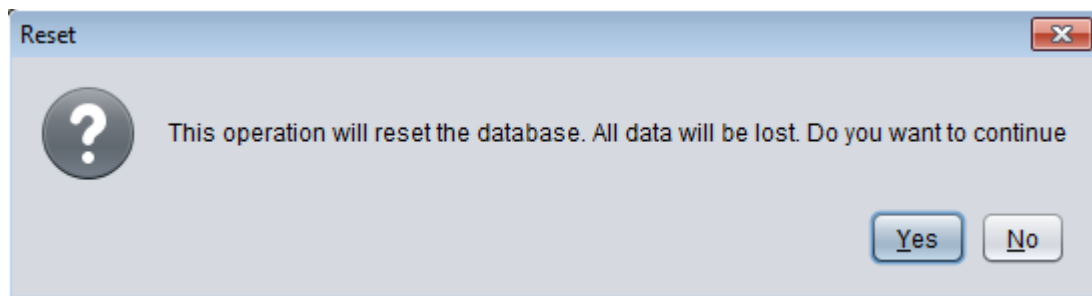 Reset
This operation will reset the database. All data will be lost. Do you want to continue
Yes No